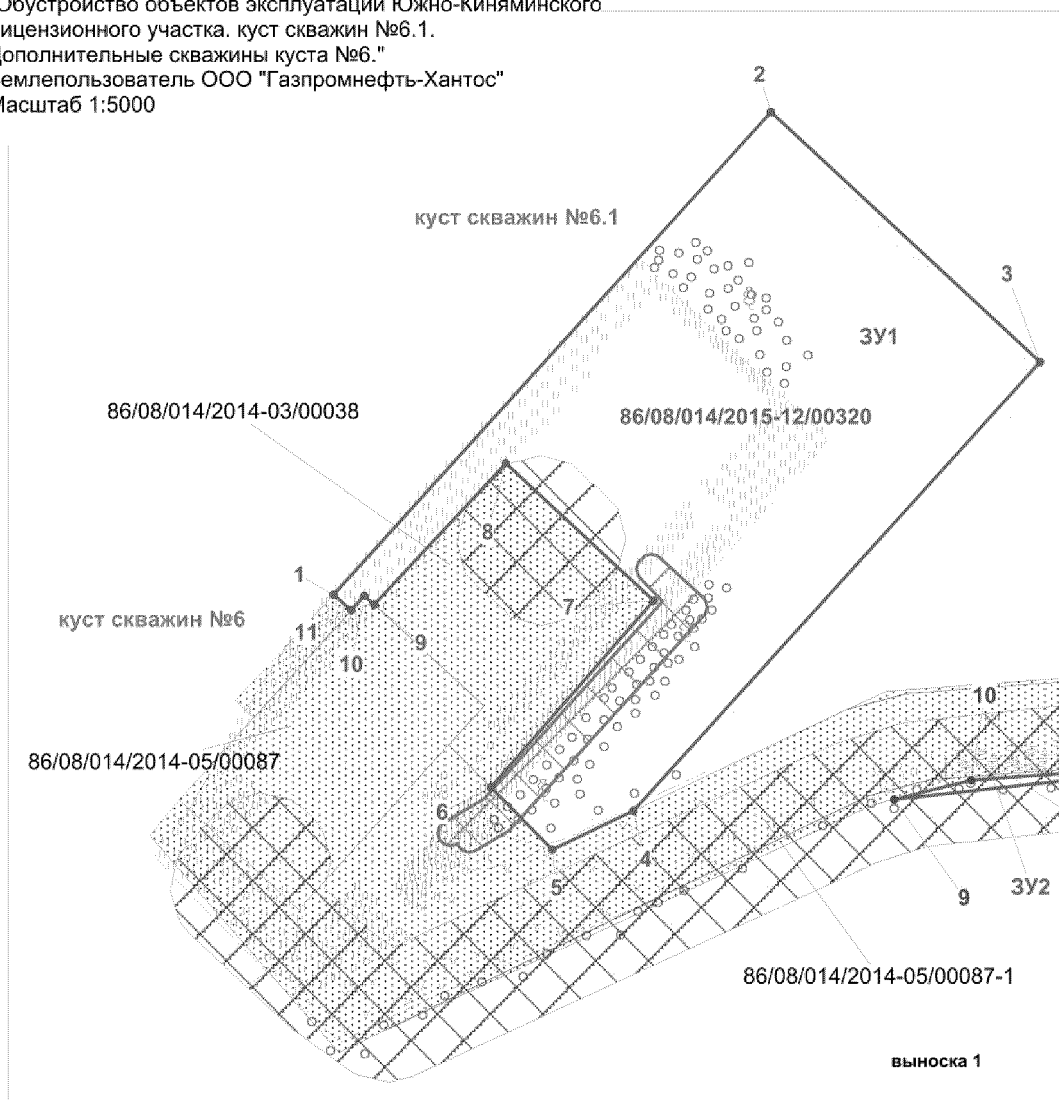 Обустройство объектов эксплуатации Южно-Киняминского
ицензионного участка. куст скважин №6.1.
ополнительные скважины куста №6."
емлепользователь ООО "Газпромнефть-Хантос"
Масштаб 1:5000
2
куст скважин №6.1
3
ЗУ1
86/08/014/2014-03/00038
86/08/014/2015-12/00320
8
1
7
куст скважин №6
11
9
10
10
86/08/014/2014-05/00087
6
4
5
ЗУ2
9
86/08/014/2014-05/00087-1
выноска 1